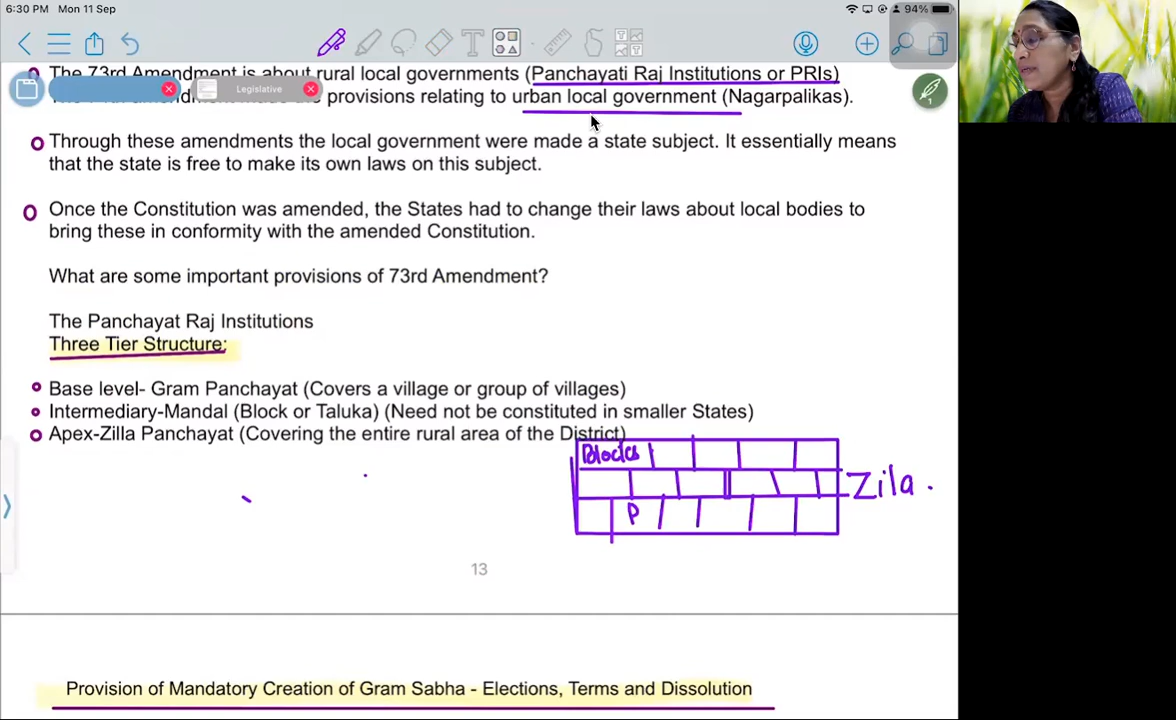 6:30 PM Mon 11 Sep
94%
The 73rd Amendment is about rural local governments (Panchayati Raj Institutions or PRIs)
Legislative
provisions relating to urban local government (Nagarpalikas).
1
Through these amendments the local government were made a state subject. It essentially means
that the state is free to make its own laws on this subject.
Once the Constitution was amended, the States had to change their laws about local bodies to
bring these in conformity with the amended Constitution.
What are some important provisions of 73rd Amendment?
The Panchayat Raj Institutions
Three Tier Structure:
Base level- Gram Panchayat (Covers a village or group of villages)
Intermediary-Mandal (Block or Taluka) (Need not be constituted in smaller States)
Apex-Zilla Panchayat (Covering the entire rural area of the District)
Blocks
Zila.
P
13
Provision of Mandatory Creation of Gram Sabha - Elections, Terms and Dissolution